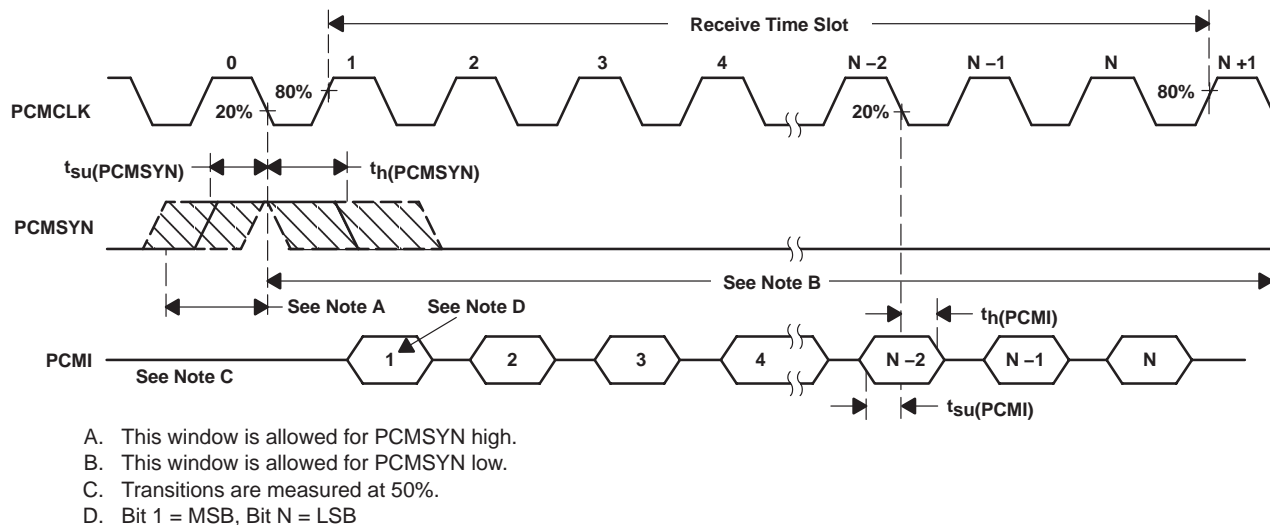 Receive Time Slot
0 1 2 3 4 N –2 N –1 N N +1
80% 80%
PCMCLK 20% 20%
tsu(PCMSYN) th(PCMSYN)
PCMSYN
See Note B
See Note A See Note D
th(PCMI)
PCMI 1 2 3 4 N –2 N –1 N
See Note C
tsu(PCMI)
A. This window is allowed for PCMSYN high.
B. This window is allowed for PCMSYN low.
C. Transitions are measured at 50%.
D. Bit 1 = MSB, Bit N = LSB